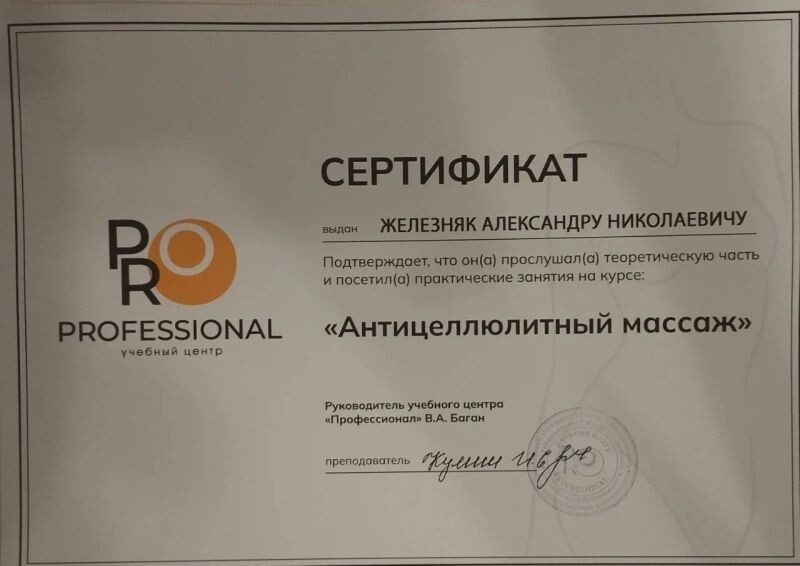 СЕРТИФИКАТ
выдан ЖЕЛЕЗНЯК АЛЕКСАНДРУ НИКОЛАЕВИЧУ
Подтверждает, что он(а) прослушал(а) теоретическую часть
и посетил(а) практические занятия на курсе:
«Антицеллюлитный массаж»
PRO
PROFESSIONAL
учебный центр
Руководитель учебного центра
«Профессионал» В.А. Баган
преподаватель
PROFESSIONAL